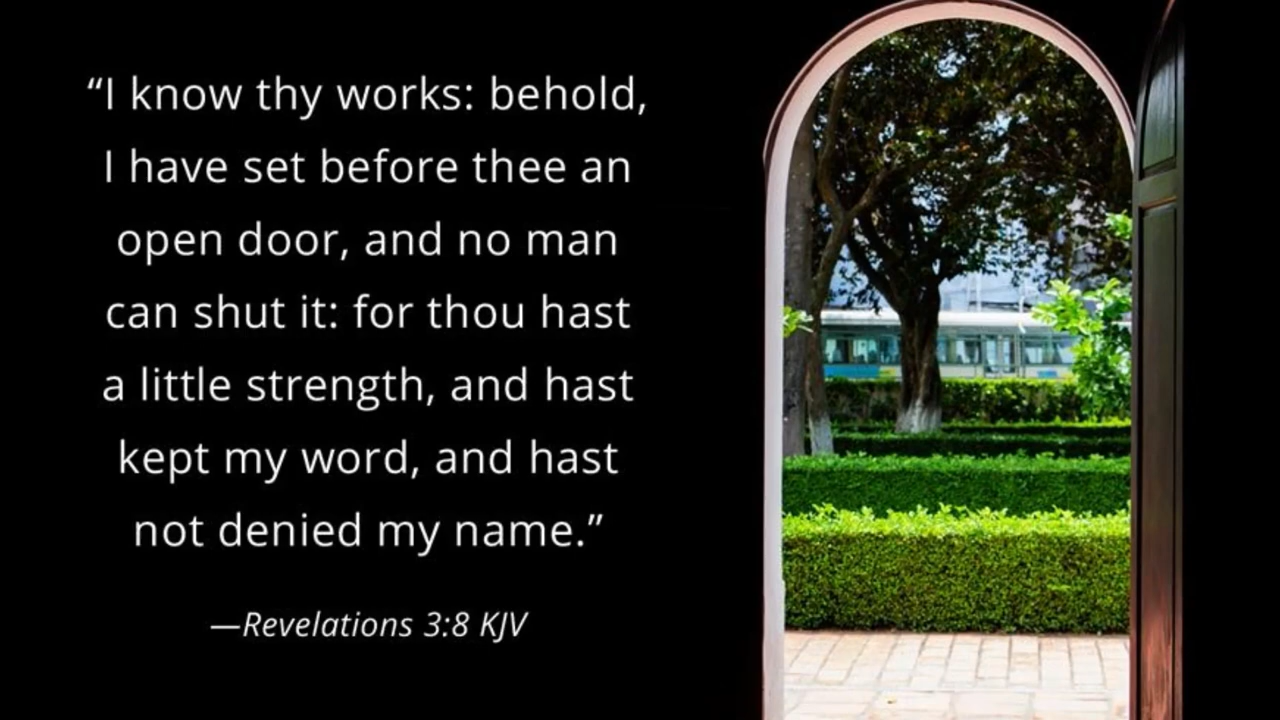 “I know thy works: behold,
I have set before thee an
open door, and no man
can shut it: for thou hast
a little strength, and hast
kept my word, and hast
not denied my name.”
—Revelations 3:8 KJV